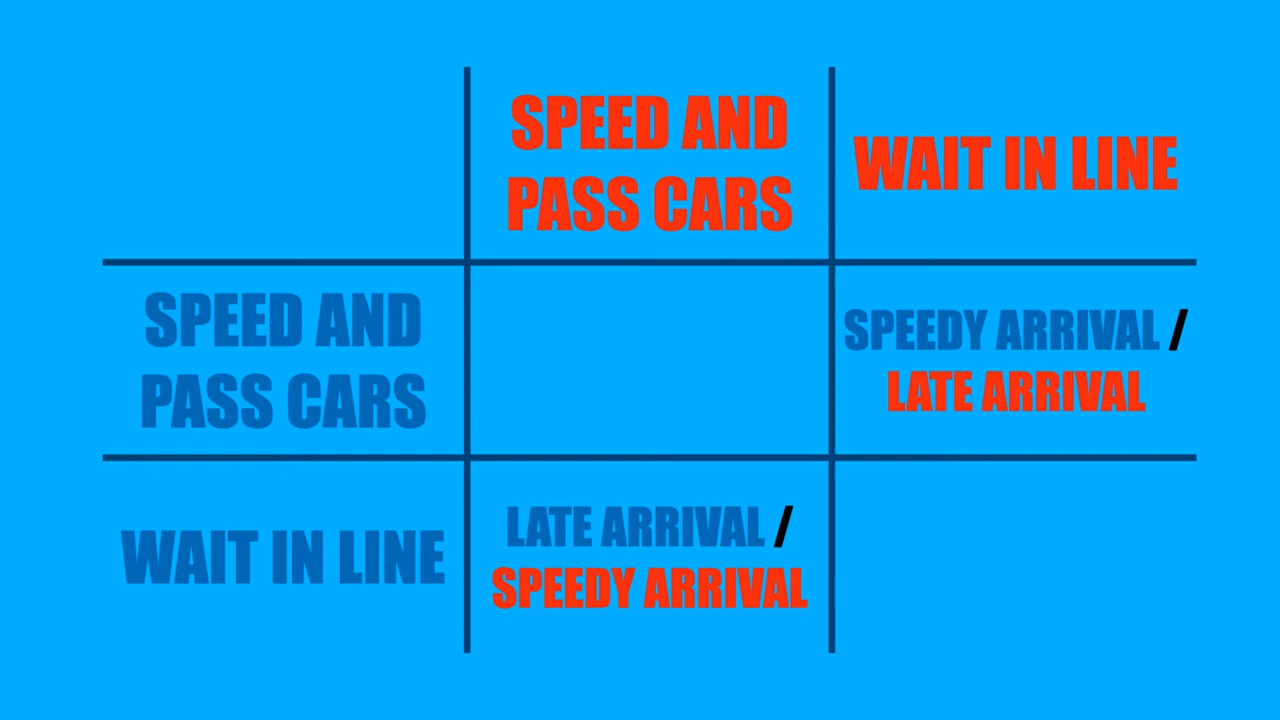 SPEED AND
PASS CARS
WAIT IN LINE
SPEED AND
PASS CARS
SPEEDY ARRIVAL /
LATE ARRIVAL
WAIT IN LINE
LATE ARRIVAL /
SPEEDY ARRIVAL